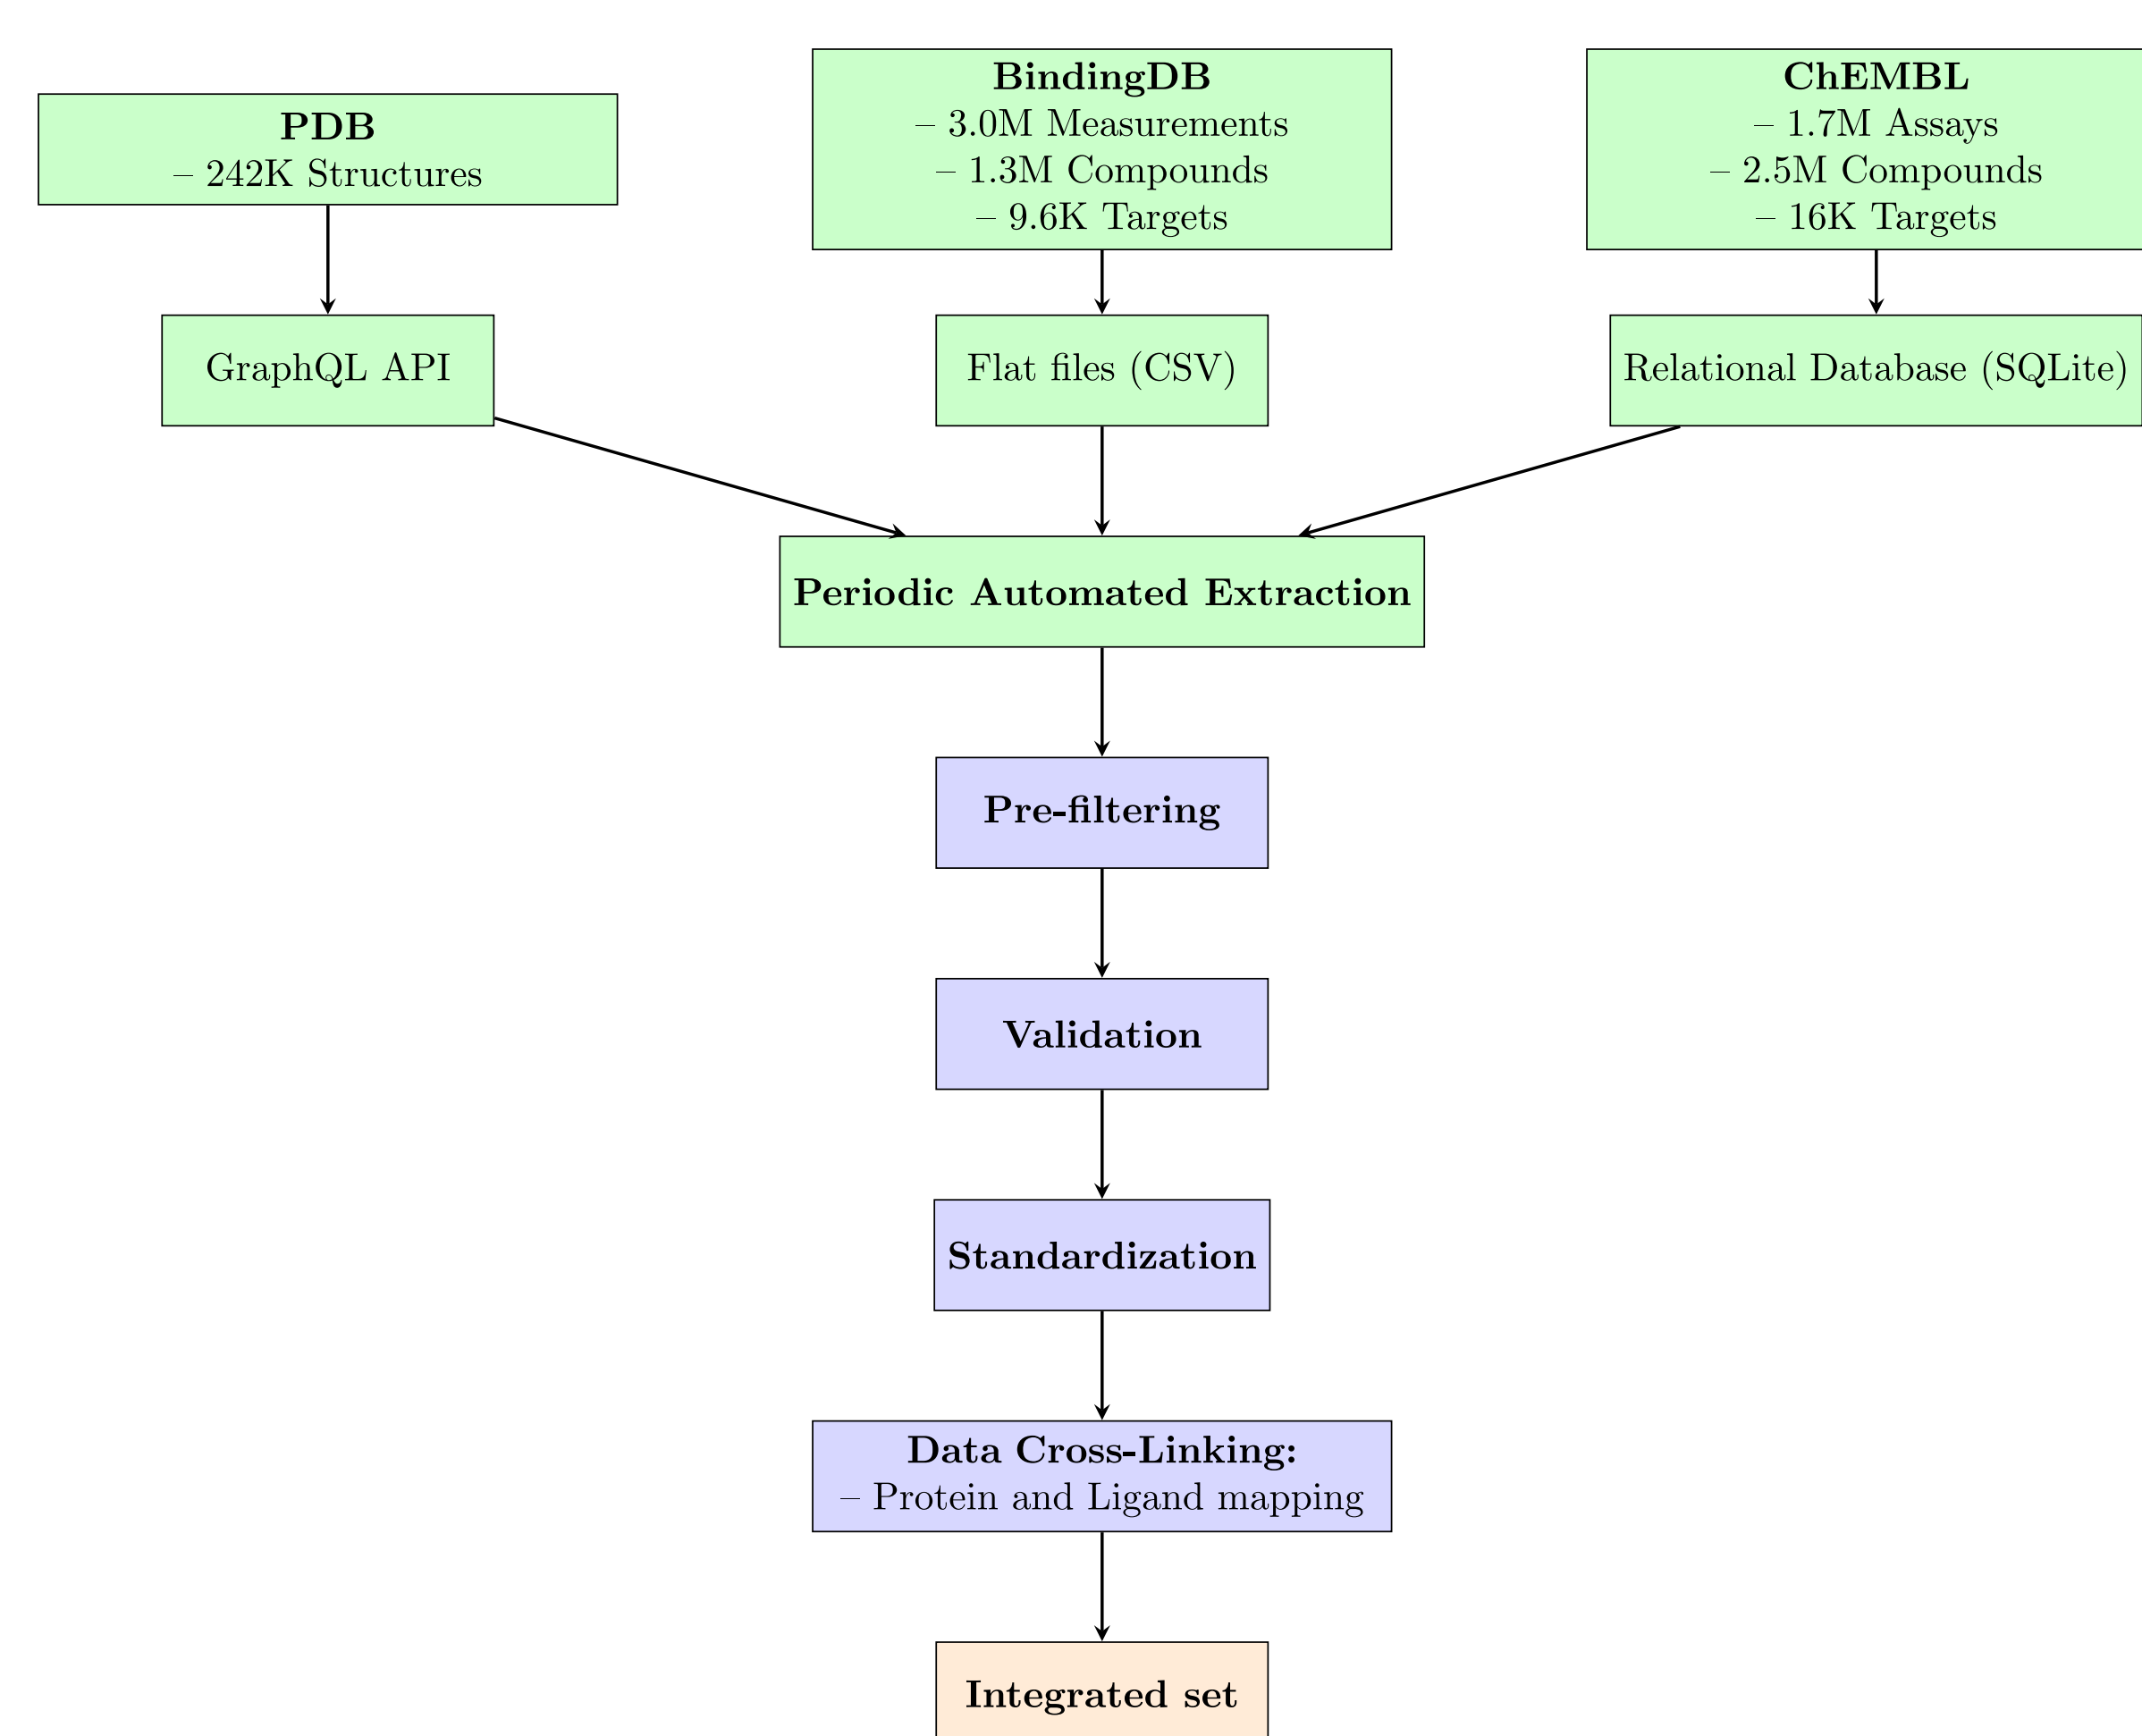 PDB
– 242K Structures
BindingDB
– 3.0M Measurements
– 1.3M Compounds
– 9.6K Targets
ChEMBL
– 1.7M Assays
– 2.5M Compounds
– 16K Targets
GraphQL API
Flat files (CSV)
Relational Database (SQLite)
Periodic Automated Extraction
Pre-filtering
Validation
Standardization
Data Cross-Linking:
– Protein and Ligand mapping
Integrated set